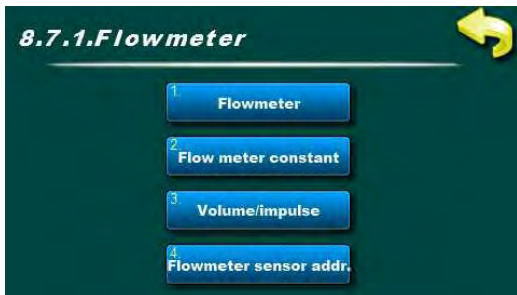 8.7.1.Flowmeter
1.
Flowmeter
2.
Flow meter constant
3.
Volume/impulse
4.
Flowmeter sensor addr.